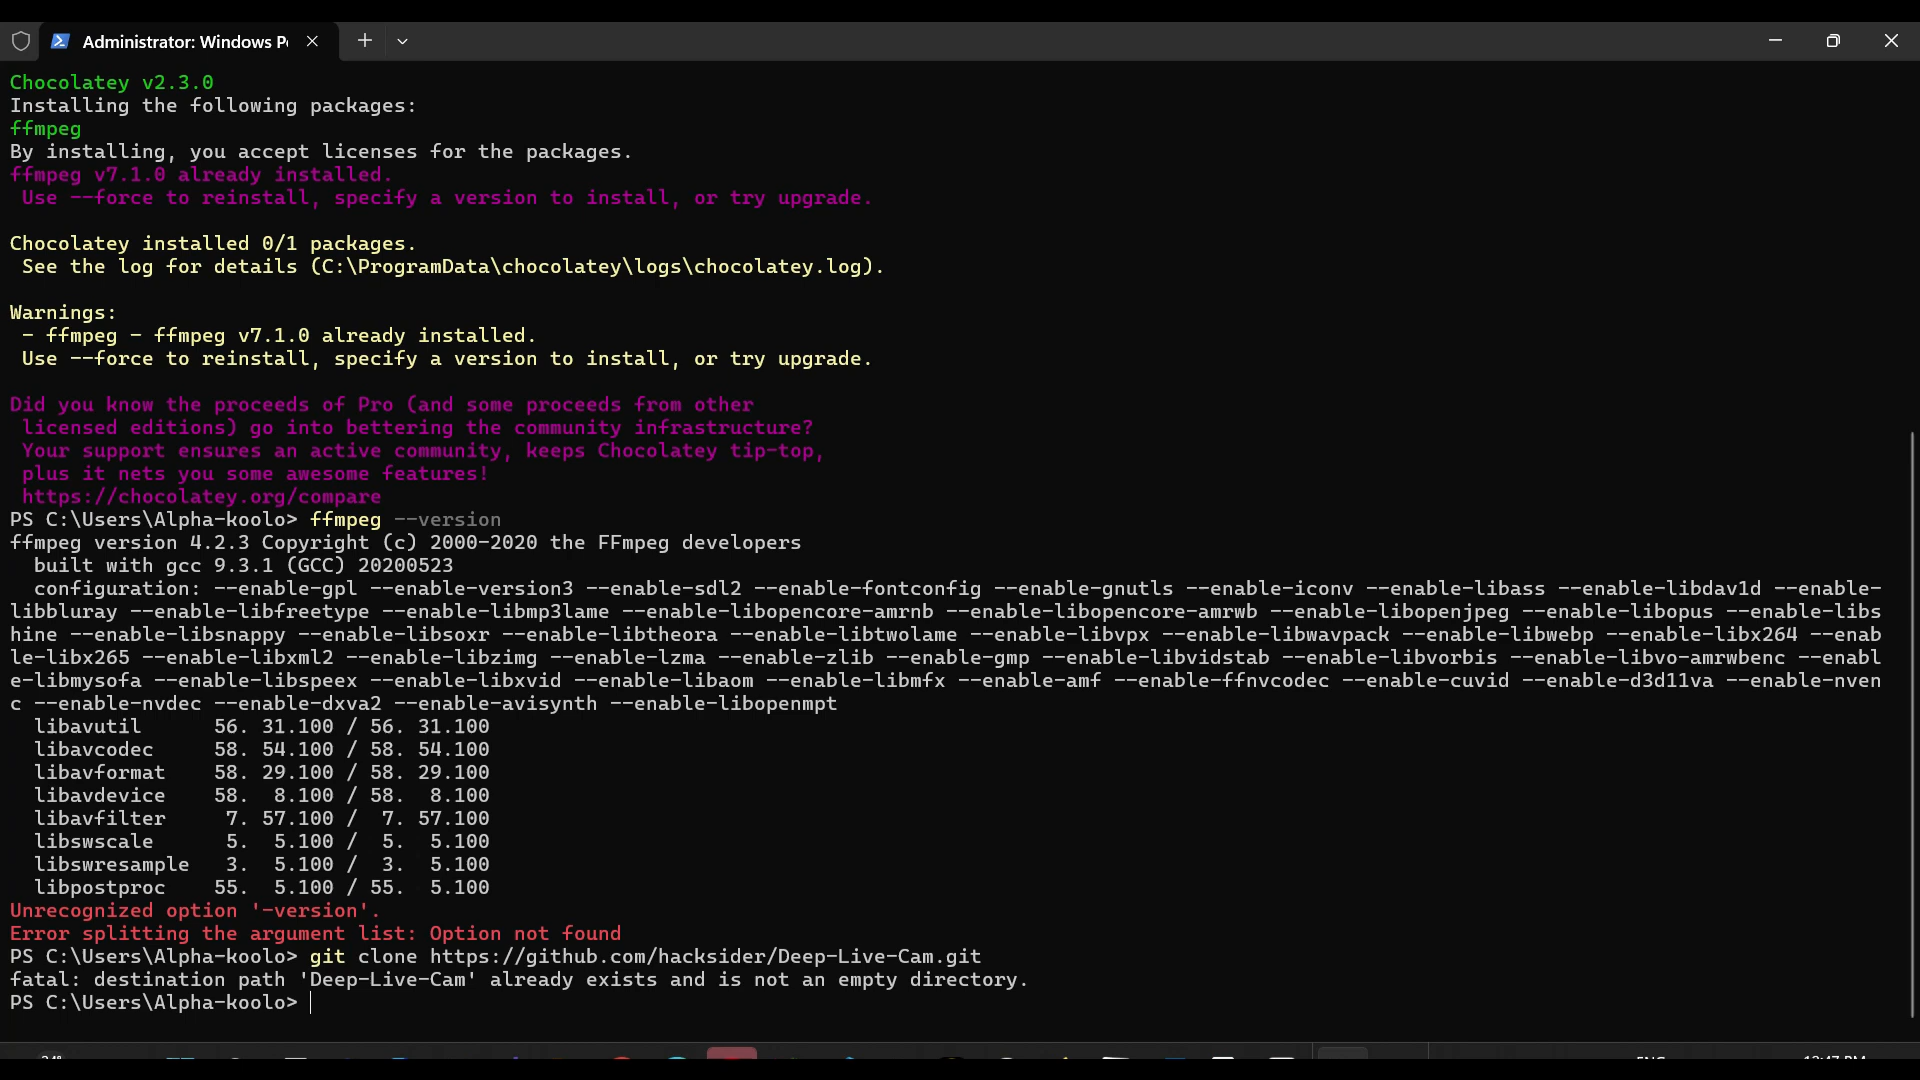 Administrator: Windows P
Chocolatey v2.3.0
Installing the following packages:
ffmpeg
By installing, you accept licenses for the packages.
ffmpeg v7.1.0 already installed.
Use --force to reinstall, specify a version to install, or try upgrade.
Chocolatey installed 0/1 packages.
See the log for details (C:\ProgramData\chocolatey\logs\chocolatey.log).
Warnings:
- ffmpeg - ffmpeg v7.1.0 already installed.
Use --force to reinstall, specify a version to install, or try upgrade.
Did you know the proceeds of Pro (and some proceeds from other
licensed editions) go into bettering the community infrastructure?
Your support ensures an active community, keeps Chocolatey tip-top,
plus it nets you some awesome features!
https://chocolatey.org/compare
PS C:\Users\Alpha-koolo> ffmpeg --version
ffmpeg version 4.2.3 Copyright (c) 2000-2020 the FFmpeg developers
built with gcc 9.3.1 (GCC) 20200523
configuration: --enable-gpl --enable-version3 --enable-sdl2 --enable-fontconfig --enable-gnutls --enable-iconv --enable-libass --enable-libdav1d --enable-
libbluray --enable-libfreetype --enable-libmp3lame --enable-libopencore-amrnb --enable-libopencore-amrwb --enable-libopenjpeg --enable-libopus --enable-libs
hine --enable-libsnappy --enable-libsoxr --enable-libtheora --enable-libtwolame --enable-libvpx --enable-libwavpack --enable-libwebp --enable-libx264 --enab
le-libx265 --enable-libxml2 --enable-libzimg --enable-lzma --enable-zlib --enable-gmp --enable-libvidstab --enable-libvorbis --enable-libvo-amrwbenc --enabl
e-libmysofa --enable-libspeex --enable-libxvid --enable-libaom --enable-libmfx --enable-amf --enable-ffnvcodec --enable-cuvid --enable-d3d11va --enable-nven
c --enable-nvdec --enable-dxva2 --enable-avisynth --enable-libopenmpt
libavutil 56. 31.100 / 56. 31.100
libavcodec 58. 54.100 / 58. 54.100
libavformat 58. 29.100 / 58. 29.100
libavdevice 58. 8.100 / 58. 8.100
libavfilter 7. 57.100 / 7. 57.100
libswscale 5. 5.100 / 5. 5.100
libswresample 3. 5.100 / 3. 5.100
libpostproc 55. 5.100 / 55. 5.100
Unrecognized option '-version'.
Error splitting the argument list: Option not found
PS C:\Users\Alpha-koolo> git clone https://github.com/hacksider/Deep-Live-Cam.git
fatal: destination path 'Deep-Live-Cam' already exists and is not an empty directory.
PS C:\Users\Alpha-koolo>